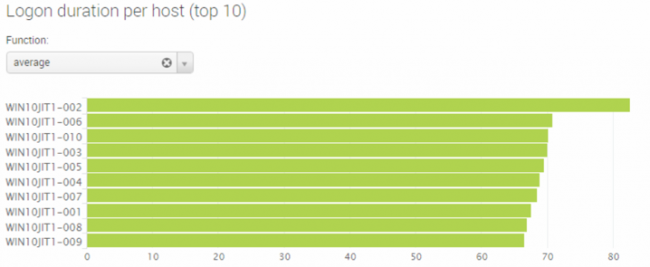 Logon duration per host (top 10)
Function:
average
WIN10JIT1-002
WIN10JIT1-006
WIN10JIT1-010
WIN10JIT1-003
WIN10JIT1-005
WIN10JIT1-004
WIN10JIT1-007
WIN10JIT1-001
WIN10JIT1-008
WIN10JIT1-009
0 10 20 30 40 50 60 70 80